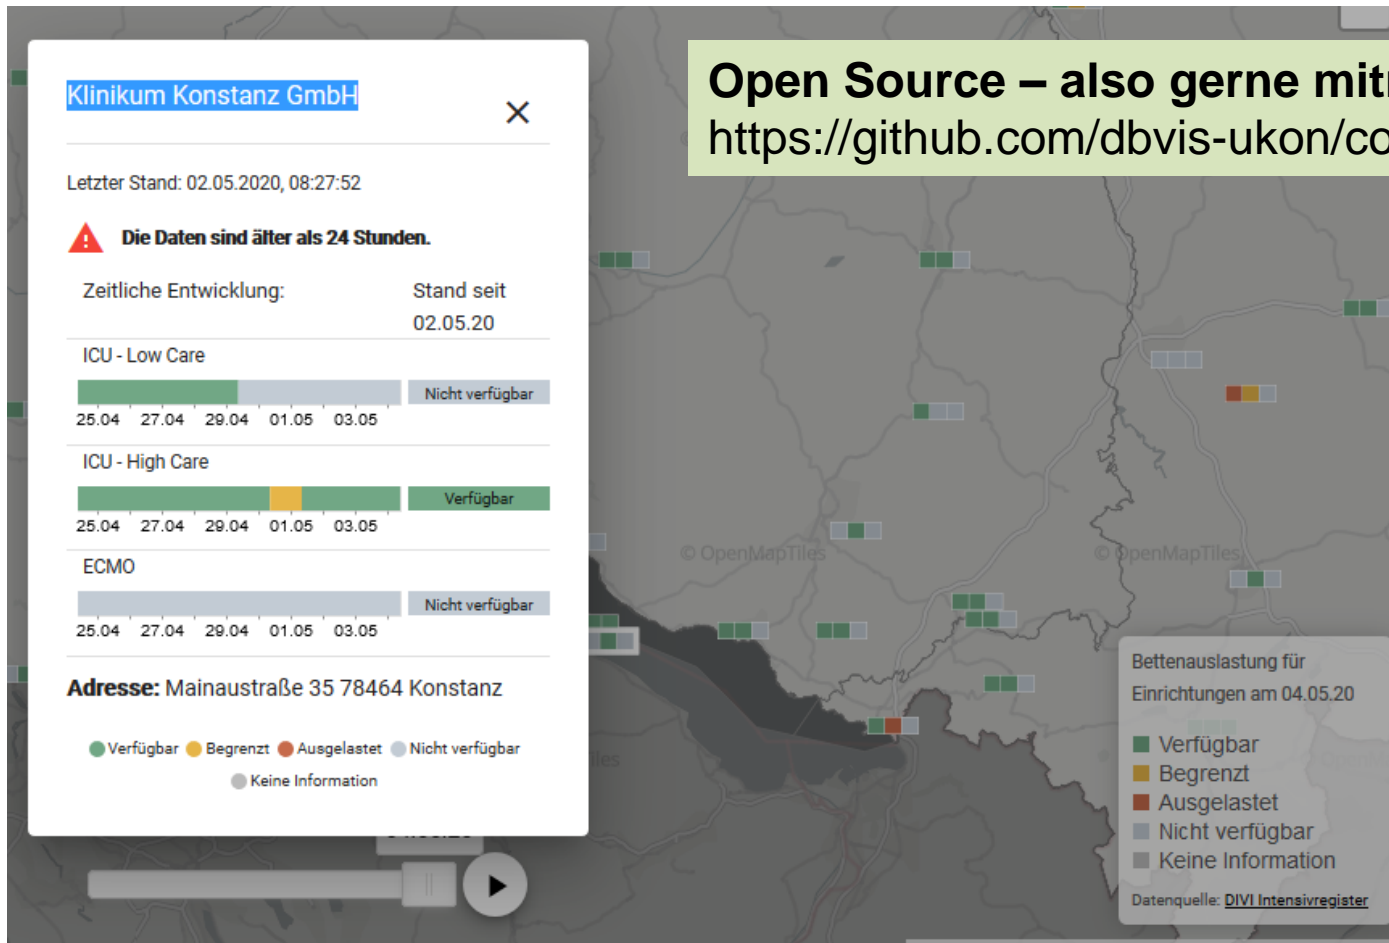 Klinikum Konstanz GmbH
Letzter Stand: 02.05.2020, 08:27:52
Die Daten sind älter als 24 Stunden.
Zeitliche Entwicklung: Stand seit
02.05.20
ICU - Low Care
Nicht verfügbar
25.04 27.04 29.04 01.05 03.05
ICU - High Care
Verfügbar
25.04 27.04 29.04 01.05 03.05
ECMO
Nicht verfügbar
25.04 27.04 29.04 01.05 03.05
Adresse: Mainaustraße 35 78464 Konstanz
Verfügbar Begrenzt Ausgelastet Nicht verfügbar
Keine Information
Open Source – also gerne
https://github.com/dbvis-ukon/co
© OpenMapTiles
© OpenMapTiles
Bettenauslastung für
Einrichtungen am 04.05.20
Verfügbar
Begrenzt
Ausgelastet
Nicht verfügbar
Keine Information
Datenquelle: DIVI Intensivregister